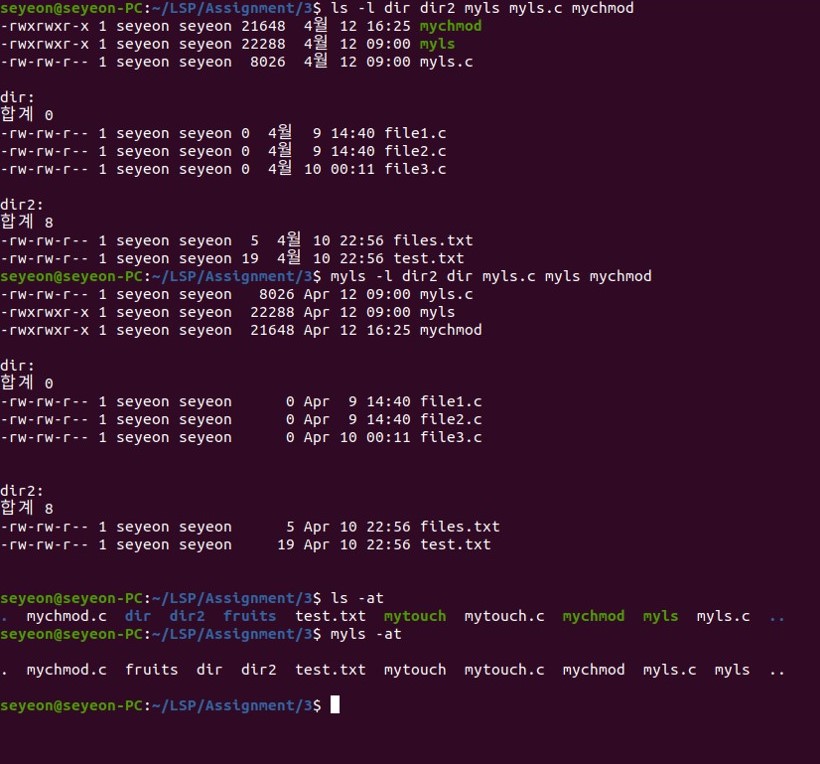 seyeon@seyeon-PC:~/LSP/Assignment/3$ ls -l dir dir2 myls myls.c mychmod
-rwxrwxr-x 1 seyeon seyeon 21648  4월 12 16:25 mychmod
-rwxrwxr-x 1 seyeon seyeon 22288  4월 12 09:00 myls
-rw-rw-r-- 1 seyeon seyeon  8026  4월 12 09:00 myls.c
dir:
합계 0
-rw-rw-r-- 1 seyeon seyeon 0  4월  9 14:40 file1.c
-rw-rw-r-- 1 seyeon seyeon 0  4월  9 14:40 file2.c
-rw-rw-r-- 1 seyeon seyeon 0  4월 10 00:11 file3.c
dir2:
합계 8
-rw-rw-r-- 1 seyeon seyeon  5  4월 10 22:56 files.txt
-rw-rw-r-- 1 seyeon seyeon 19  4월 10 22:56 test.txt
seyeon@seyeon-PC:~/LSP/Assignment/3$ myls -l dir2 dir myls.c myls mychmod
-rw-rw-r-- 1 seyeon seyeon   8026 Apr 12 09:00 myls.c
-rwxrwxr-x 1 seyeon seyeon  22288 Apr 12 09:00 myls
-rwxrwxr-x 1 seyeon seyeon  21648 Apr 12 16:25 mychmod
dir:
합계 0
-rw-rw-r-- 1 seyeon seyeon      0 Apr  9 14:40 file1.c
-rw-rw-r-- 1 seyeon seyeon      0 Apr  9 14:40 file2.c
-rw-rw-r-- 1 seyeon seyeon      0 Apr 10 00:11 file3.c
dir2:
합계 8
-rw-rw-r-- 1 seyeon seyeon      5 Apr 10 22:56 files.txt
-rw-rw-r-- 1 seyeon seyeon     19 Apr 10 22:56 test.txt
seyeon@seyeon-PC:~/LSP/Assignment/3$ ls -at
.  mychmod.c  dir  dir2  fruits  test.txt  mytouch  mytouch.c  mychmod  myls  myls.c  ..
seyeon@seyeon-PC:~/LSP/Assignment/3$ myls -at
.  mychmod.c  fruits  dir  dir2  test.txt  mytouch  mytouch.c  mychmod  myls.c  myls  ..
seyeon@seyeon-PC:~/LSP/Assignment/3$